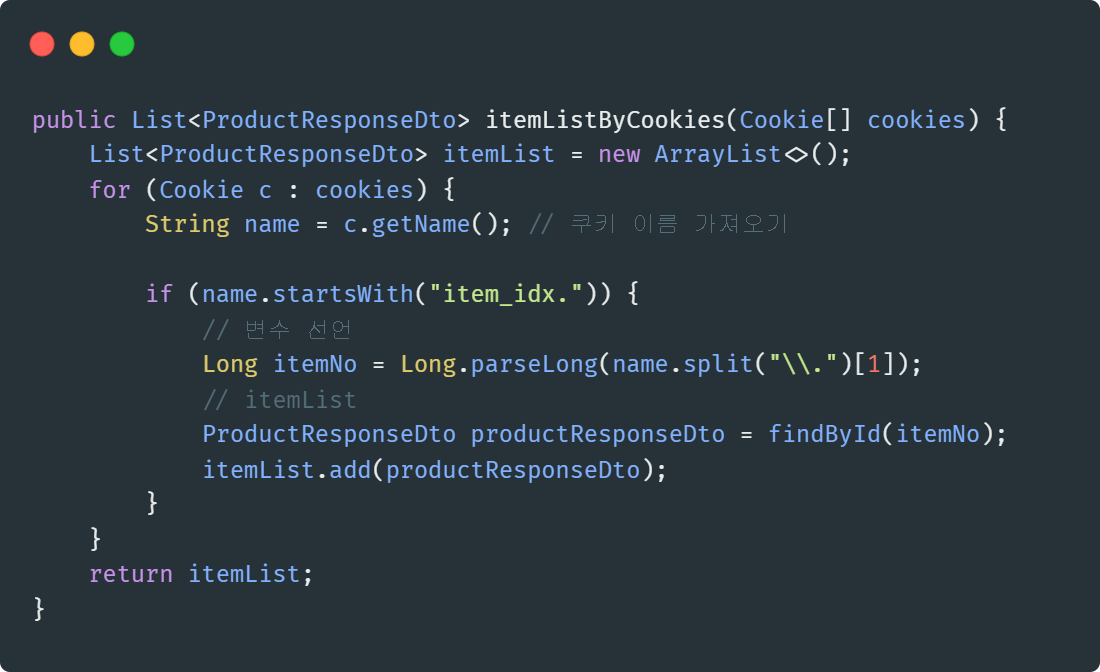 public List<ProductResponseDto> itemListByCookies(Cookie[] cookies) {
    List<ProductResponseDto> itemList = new ArrayList<>();
    for (Cookie c : cookies) {
        String name = c.getName(); // 쿠키 이름 가져오기
        if (name.startsWith("item_idx.")) {
            // 변수 선언
            Long itemNo = Long.parseLong(name.split("\\.")[1]);
            // itemList
            ProductResponseDto productResponseDto = findById(itemNo);
            itemList.add(productResponseDto);
        }
    }
    return itemList;
}